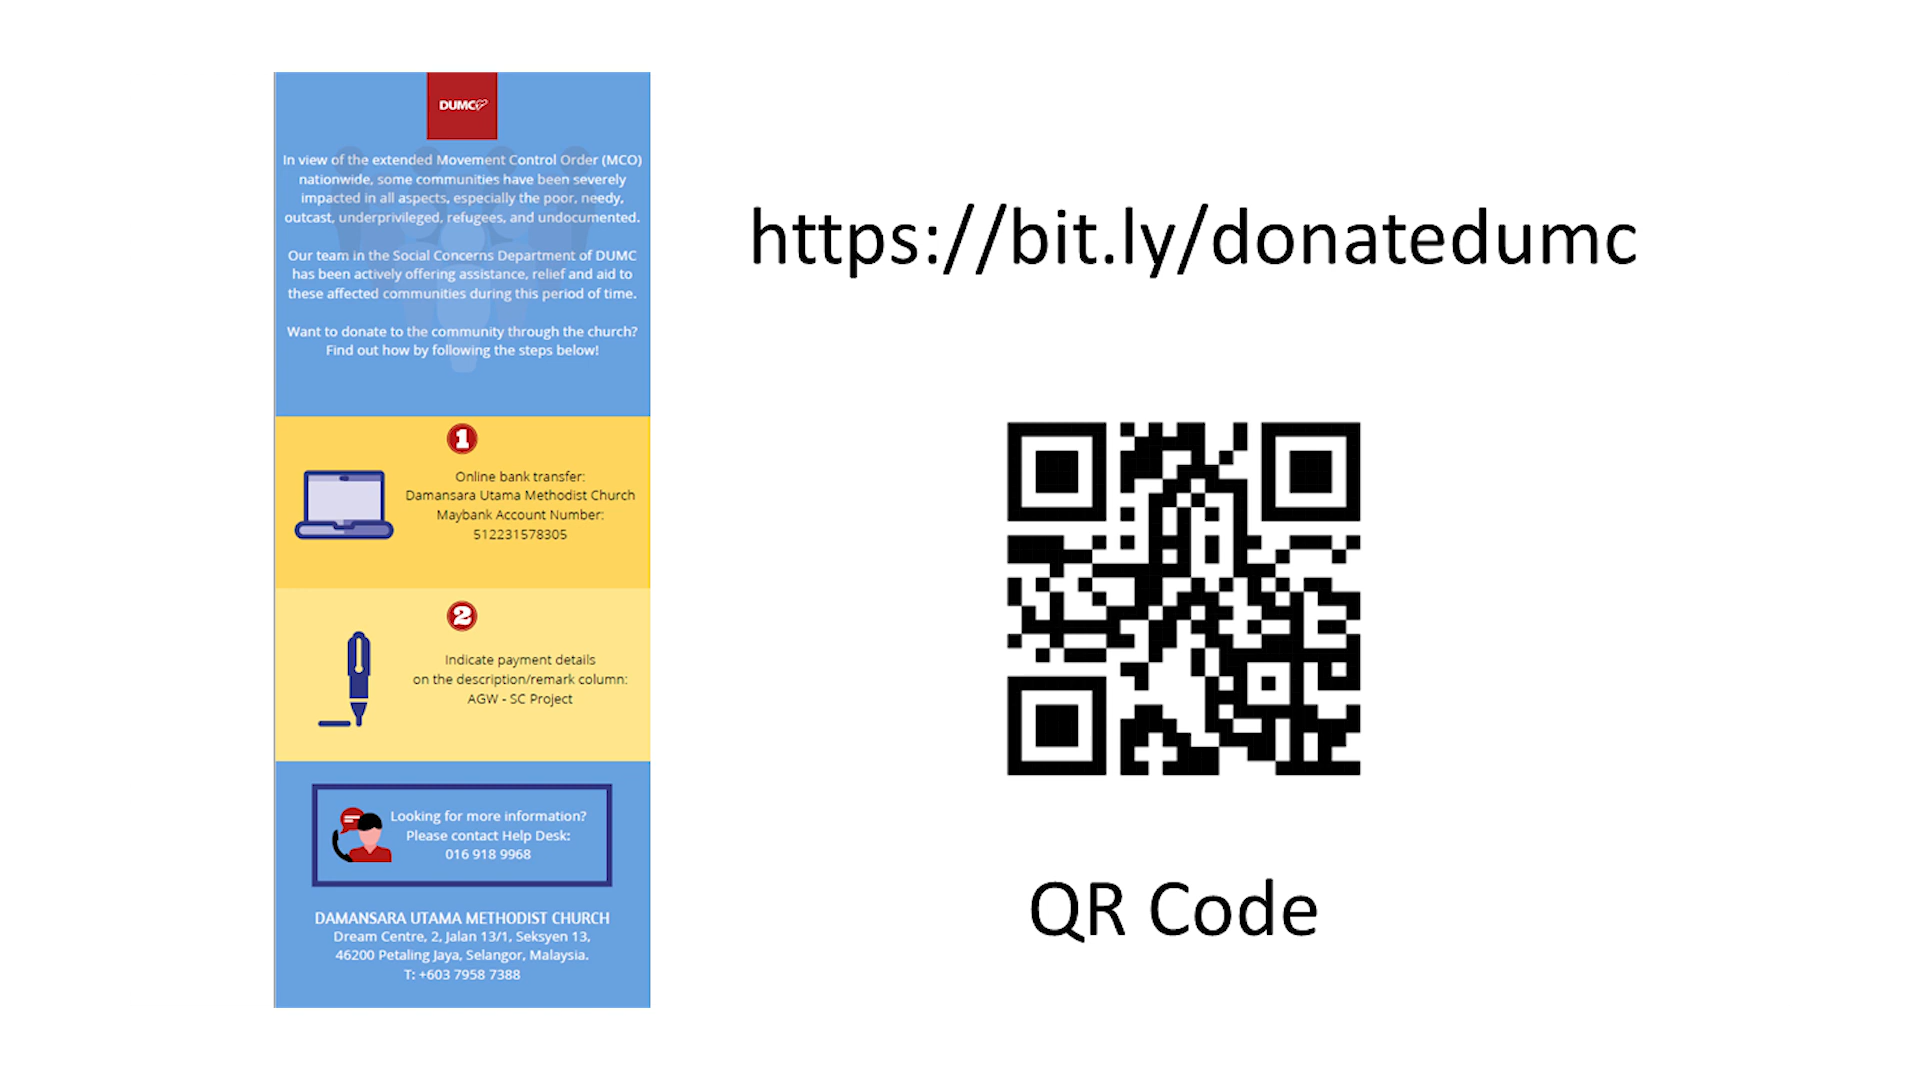 DUMC
In view of the extended Movement Control Order (MCO)
nationwide, some communities have been severely
impacted in all aspects, especially the poor, needy,
outcast, underprivileged, refugees, and undocumented.
Our team in the Social Concerns Department of DUMC
has been actively offering assistance, relief and aid to
these affected communities during this period of time.
Want to donate to the community through the church?
Find out how by following the steps below!
1
Online bank transfer:
Damansara Utama Methodist Church
Maybank Account Number:
512231578305
2
Indicate payment details
on the description/remark column:
AGW - SC Project
Looking for more information?
Please contact Help Desk:
016 918 9968
DAMANSARA UTAMA METHODIST CHURCH
Dream Centre, 2, Jalan 13/1, Seksyen 13,
46200 Petaling Jaya, Selangor, Malaysia.
T: +603 7958 7388
https://bit.ly/donatedumc
QR Code